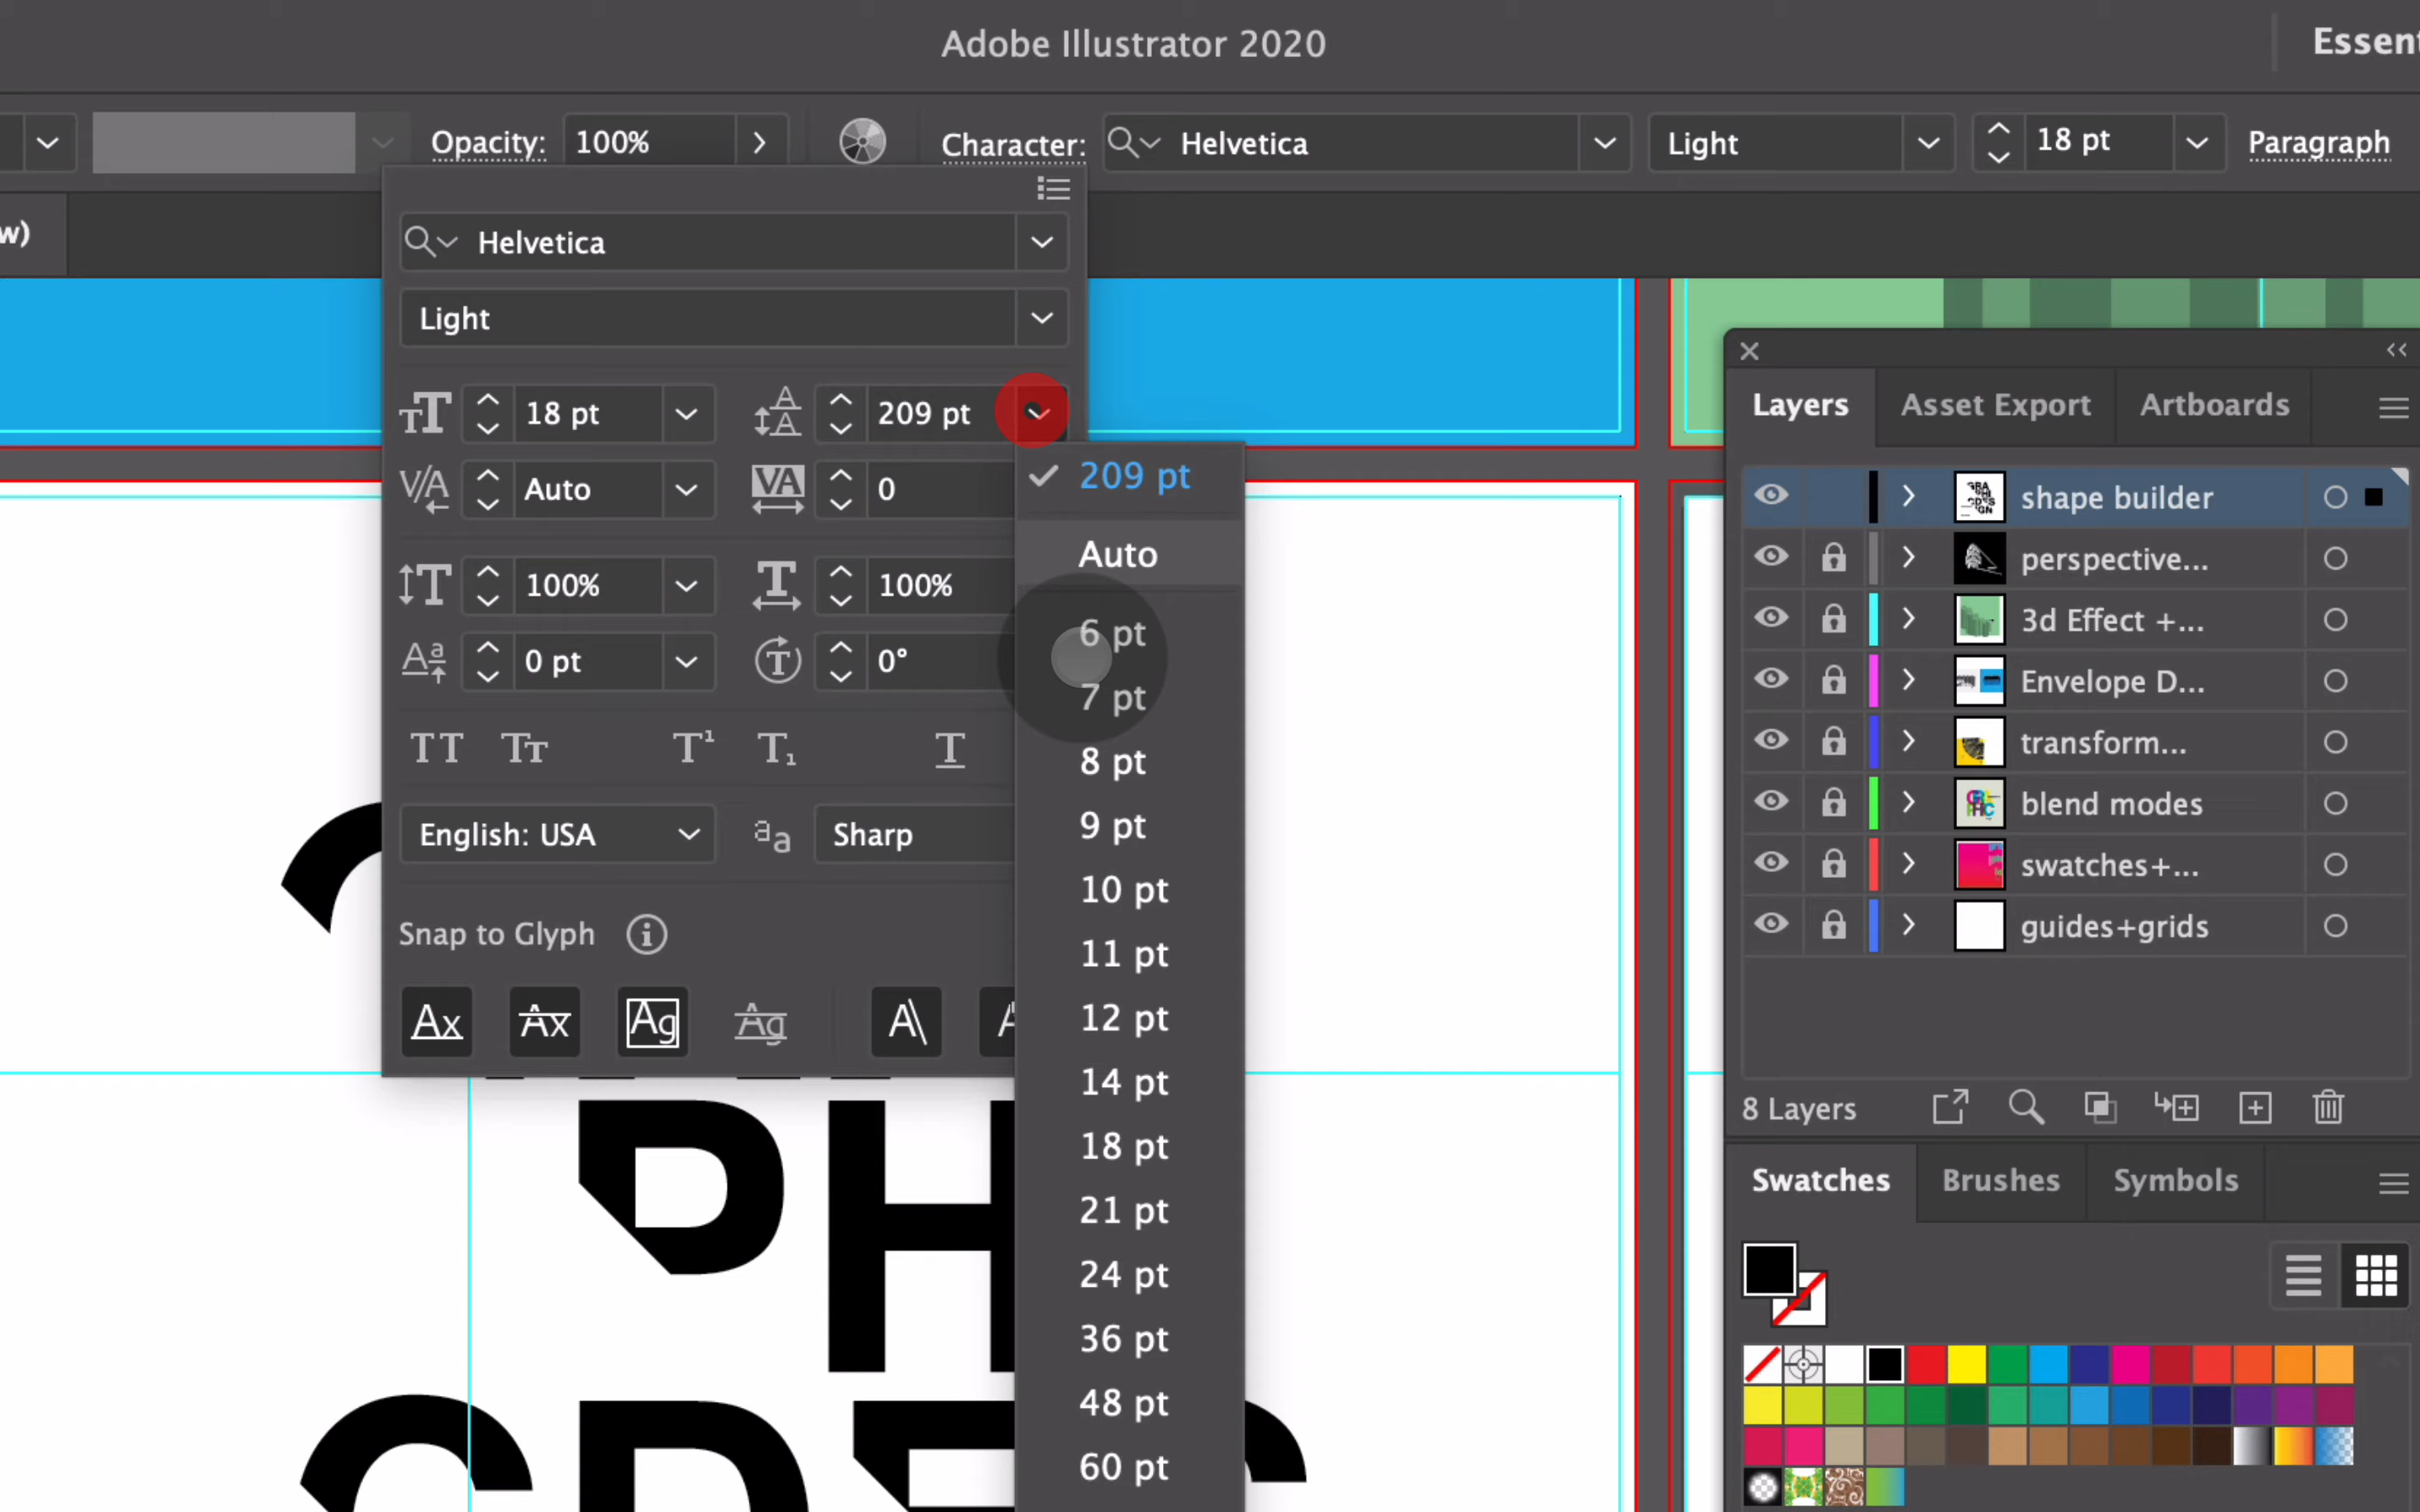 Adobe Illustrator 2020
Essent
Opacity: 100%
Character: Helvetica Light 18 pt Paragraph
w)
Helvetica
Light
18 pt 209 pt
Auto 0
100% 100%
0 pt 0°
English: USA Sharp
Snap to Glyph
209 pt
Auto
6 pt
7 pt
8 pt
9 pt
10 pt
11 pt
12 pt
14 pt
18 pt
21 pt
24 pt
36 pt
48 pt
60 pt
PH
Layers Asset Export Artboards
shape builder
perspective...
3d Effect +...
Envelope D...
transform...
blend modes
swatches+...
guides+grids
8 Layers
Swatches Brushes Symbols